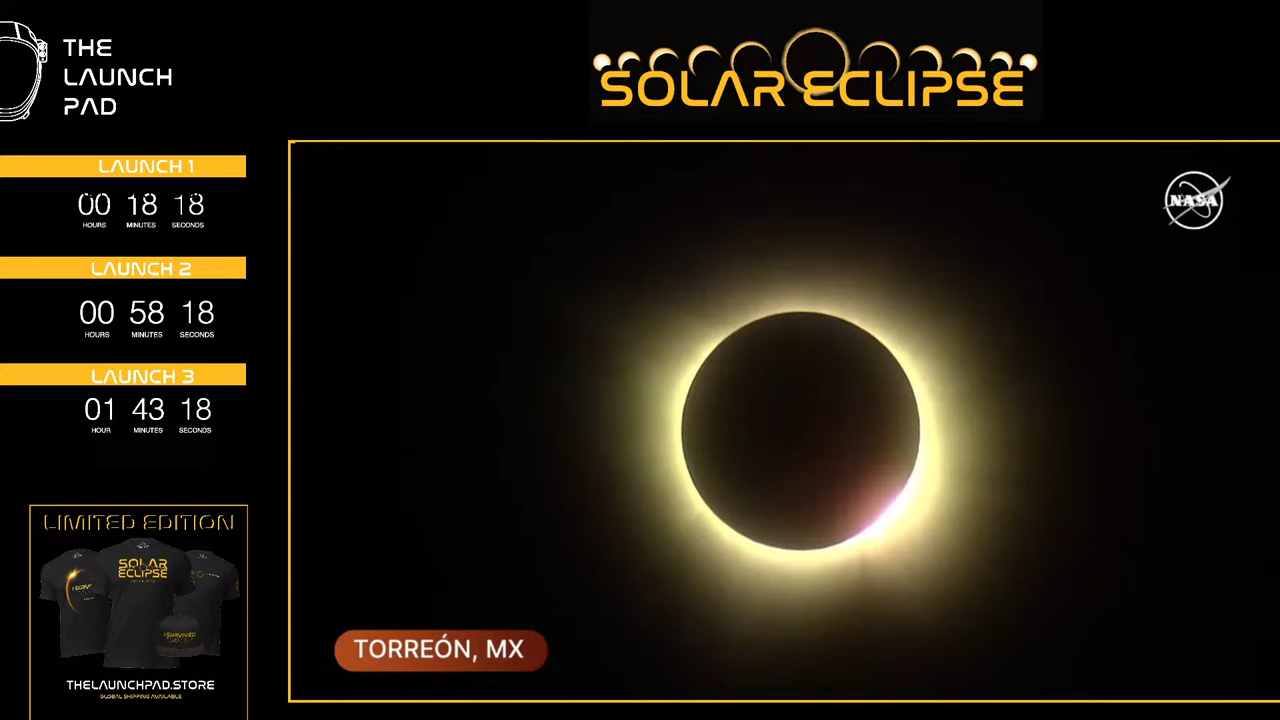 THE
LAUNCH
PAD
SOLAR ECLIPSE
LAUNCH 1
00 18 18
HOURS MINUTES SECONDS
LAUNCH 2
00 58 18
HOURS MINUTES SECONDS
LAUNCH 3
01 43 18
HOUR MINUTES SECONDS
LIMITED EDITION
SOLAR
ECLIPSE
I SURVIVED
THELAUNCHPAD.STORE
GLOBAL SHIPPING AVAILABLE
NASA
TORREÓN, MX